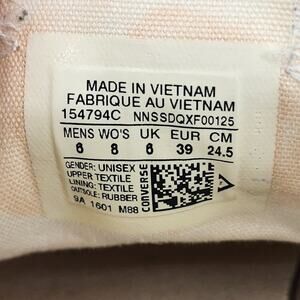 MADE IN VIETNAM
FABRIQUE AU VIETNAM
154794C NNSSDQXF00125
MENS WO'S UK EUR CM
6 8 6 39 24.5
GENDER: UNISEX
UPPER: TEXTILE
LINING: TEXTILE
OUTSOLE: RUBBER
9A 1601 M88
CONVERSE